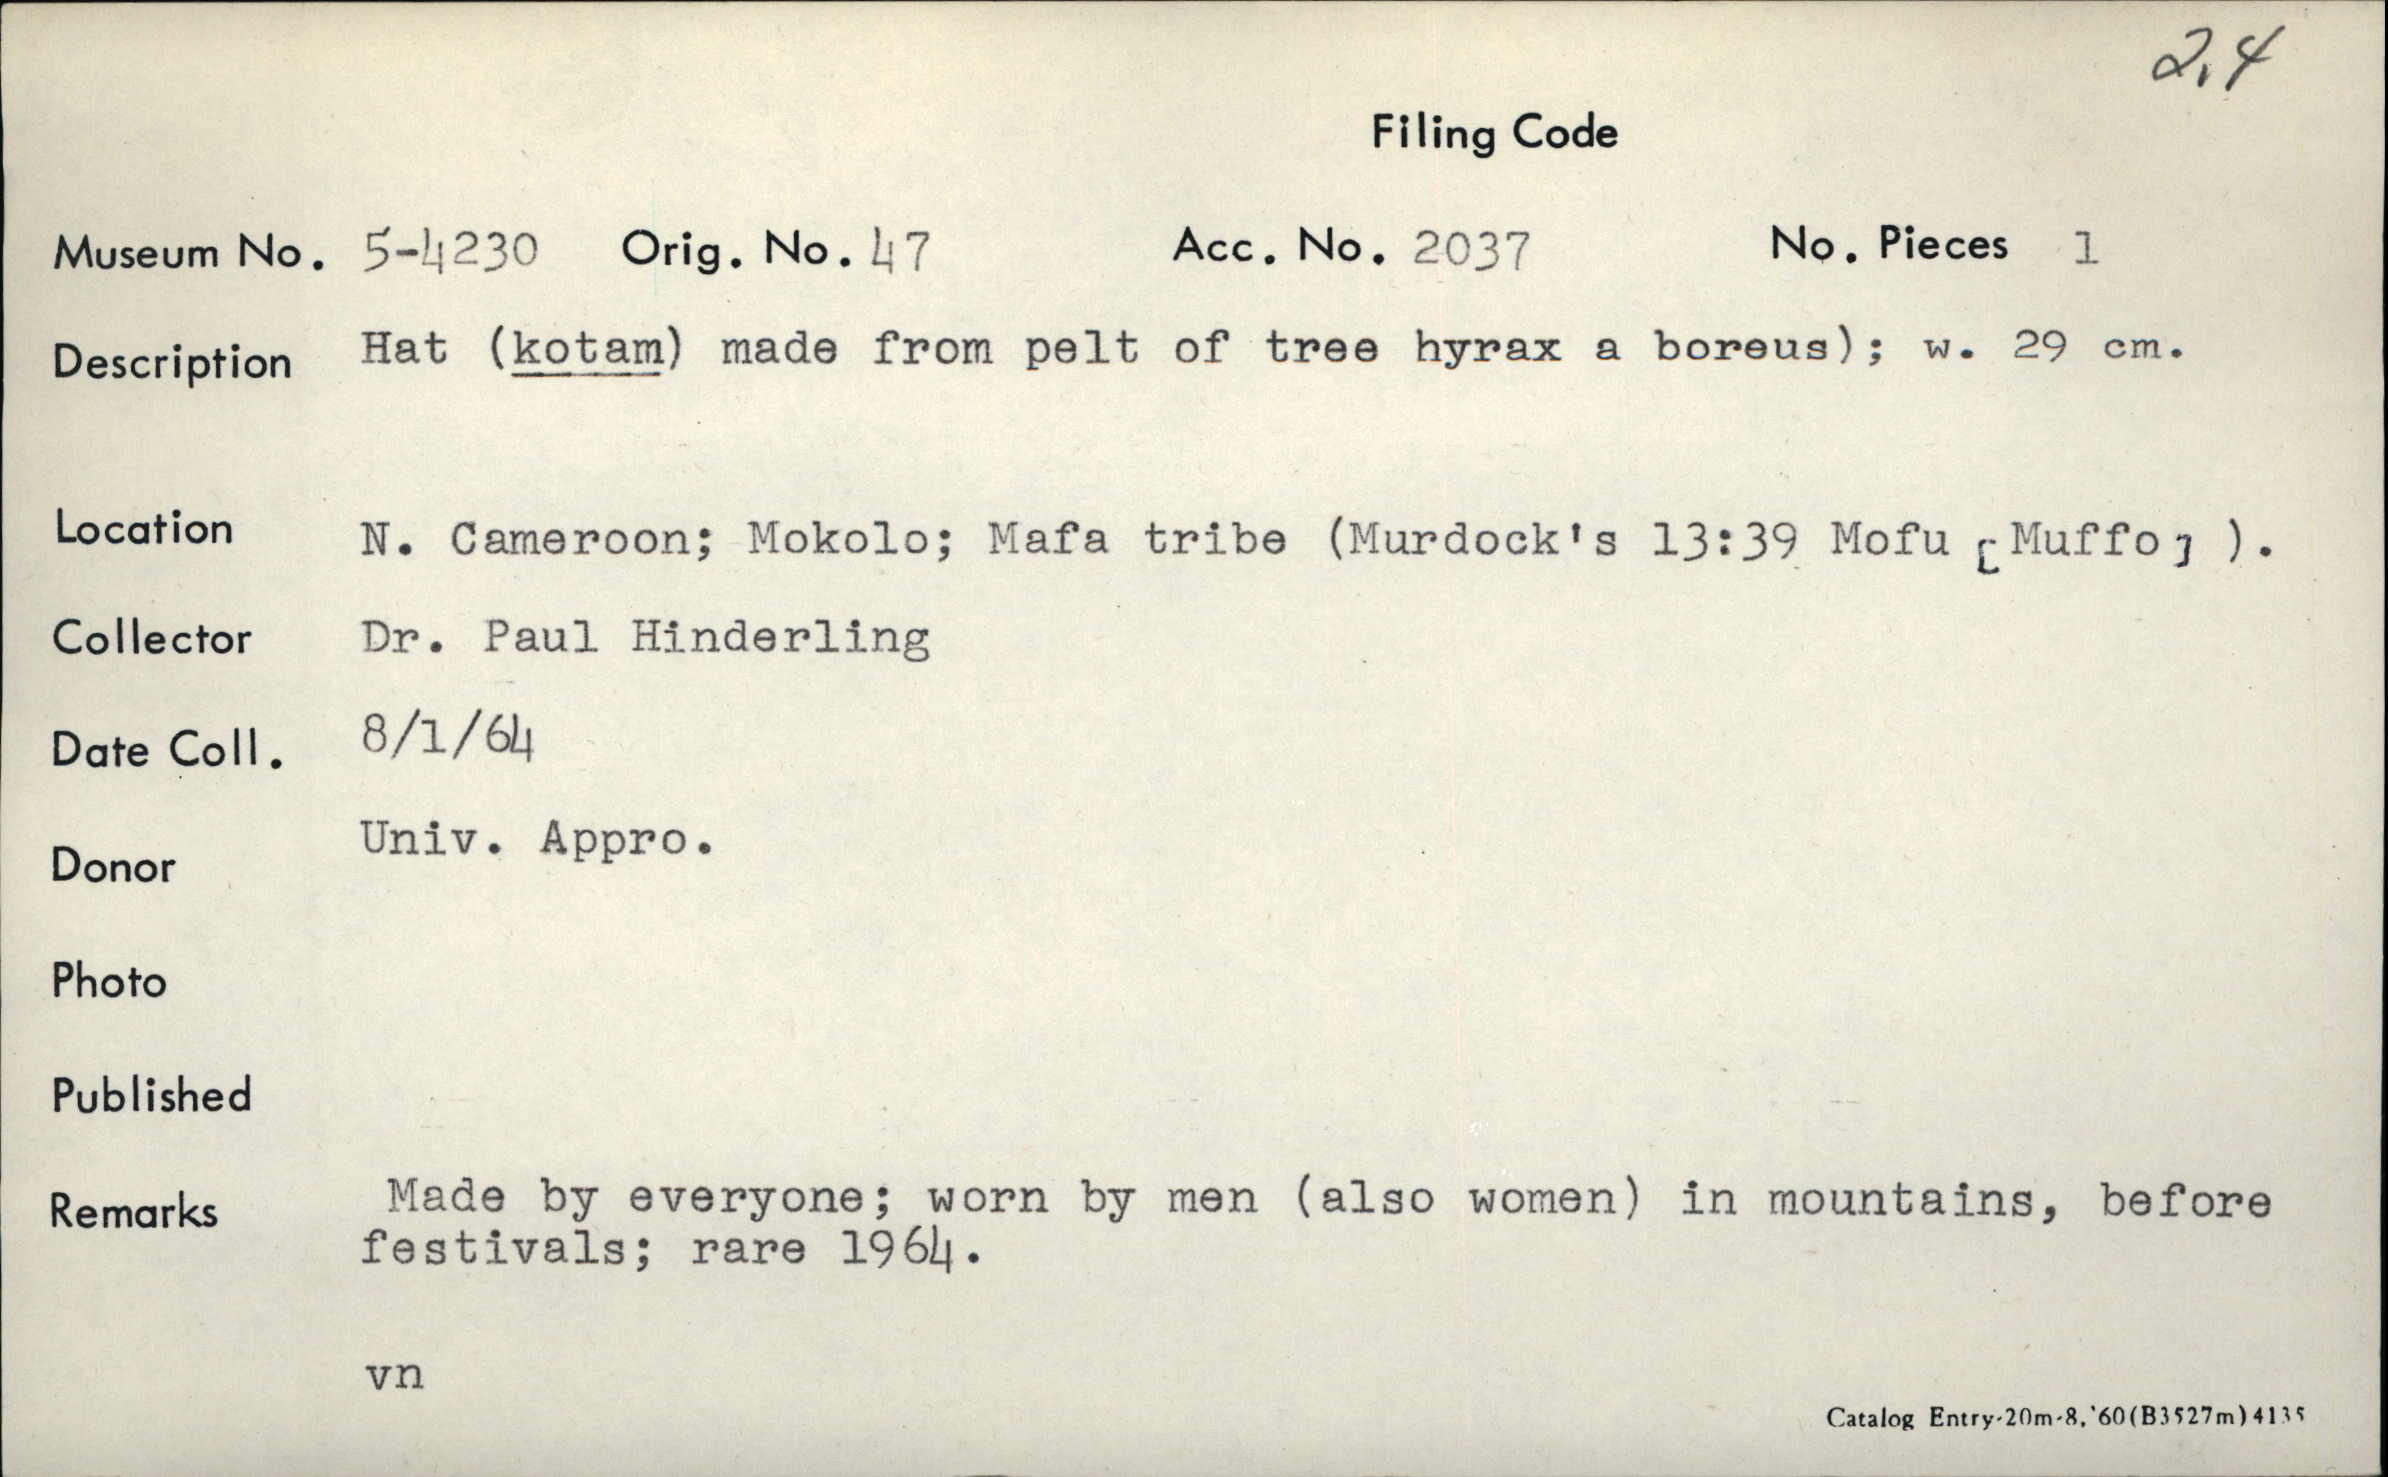 2.4
Filing Code
Museum No. 5-4230 Orig. No. 47 Acc. No. 2037 No. Pieces 1
Description Hat (kotam) made from pelt of tree hyrax a boreus); w. 29 cm.
Location N. Cameroon; Mokolo; Mafa tribe (Murdock's 13:39 Mofu [Muffo] ).
Collector Dr. Paul Hinderling
Date Coll. 8/1/64
Donor Univ. Appro.
Photo
Published
Remarks Made by everyone; worn by men (also women) in mountains, before
festivals; rare 1964.
vn
Catalog Entry-20m-8,'60(B3527m)4135